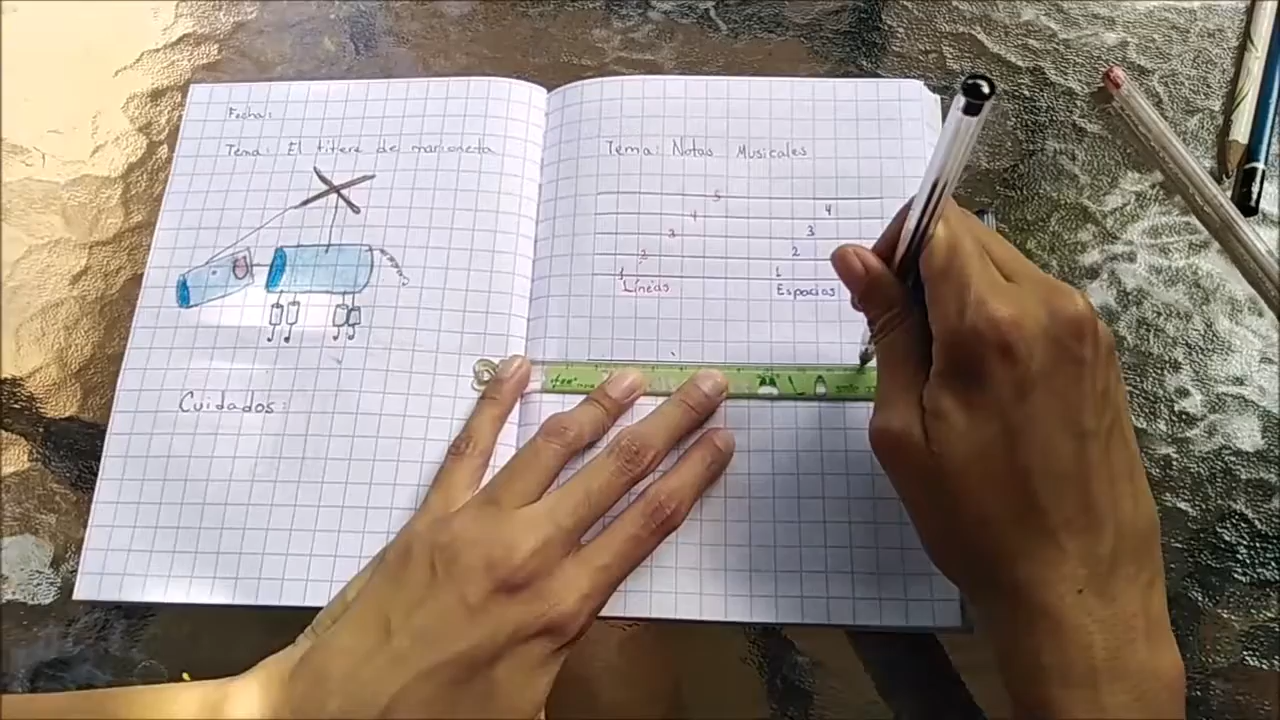 Fecha:
Tema: El titere de marioneta
Cuidados:
Tema: Notas Musicales
5
4 4
3 3
2 2
1 1
Líneas Espacios